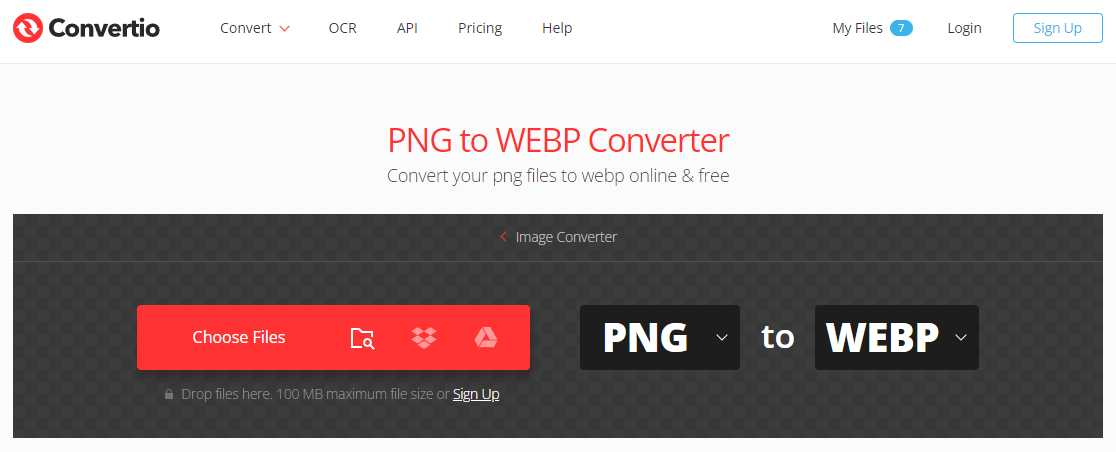 Convertio Convert OCR API Pricing Help My Files 7 Login Sign Up
PNG to WEBP Converter
Convert your png files to webp online & free
Image Converter
Choose Files PNG to WEBP
Drop files here. 100 MB maximum file size or Sign Up